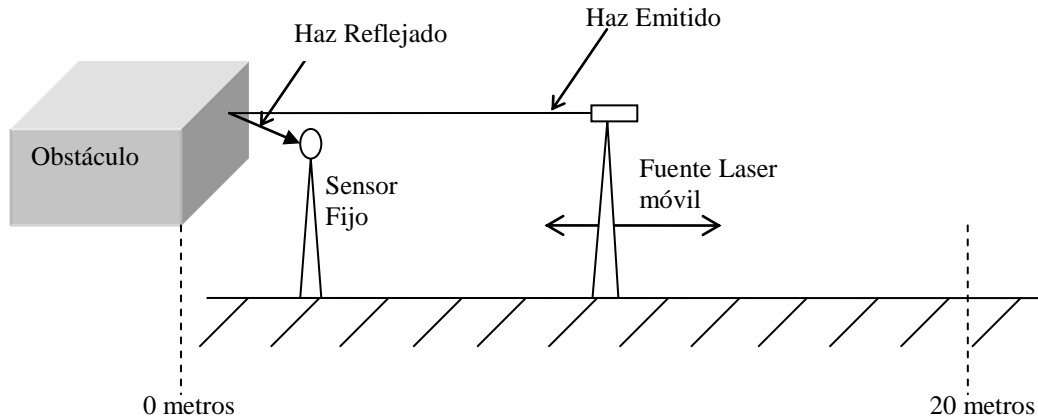 Haz Reflejado
Haz Emitido
Obstáculo
Sensor
Fijo
Fuente Laser
móvil
0 metros
20 metros